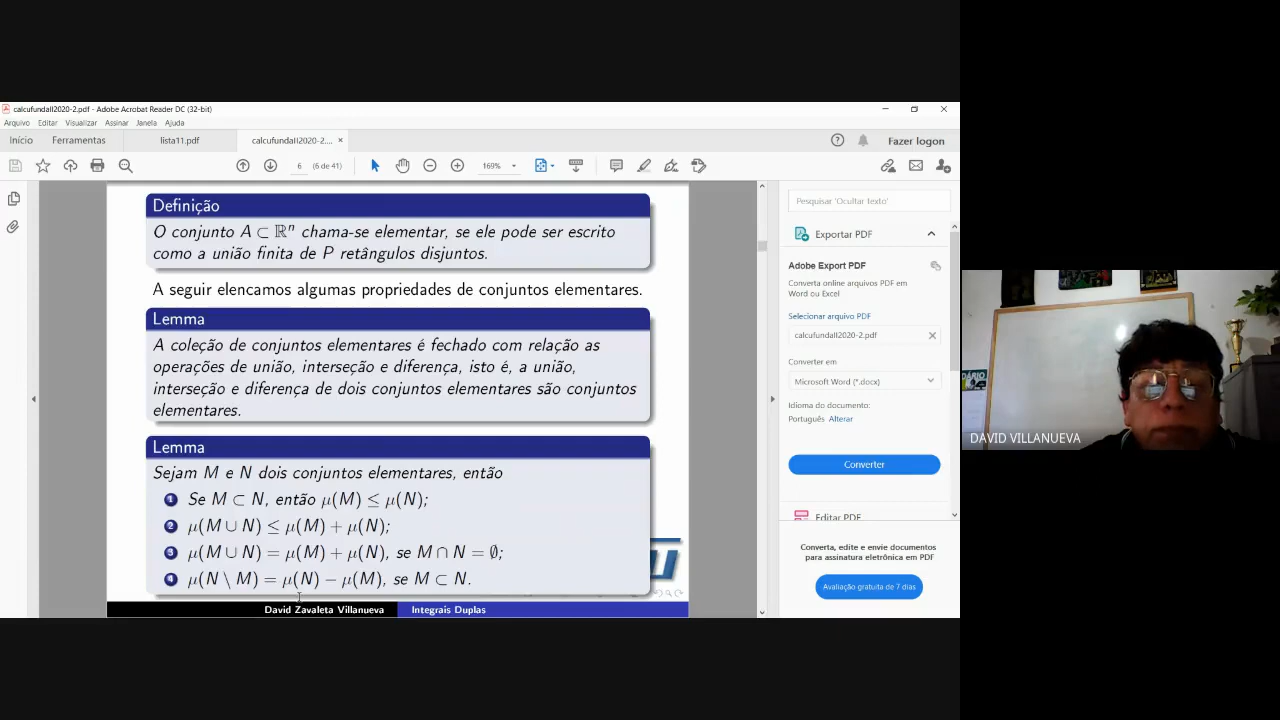 calcufundaII2020-2.pdf - Adobe Acrobat Reader DC (32-bit)
Arquivo Editar Visualizar Assinar Janela Ajuda
Início Ferramentas lista11.pdf calcufundaII2020-2.... × Fazer logon
6 (6 de 41) 169%
Definição
O conjunto A ⊂ ℝⁿ chama-se elementar, se ele pode ser escrito
como a união finita de P retângulos disjuntos.
A seguir elencamos algumas propriedades de conjuntos elementares.
Lemma
A coleção de conjuntos elementares é fechado com relação as
operações de união, interseção e diferença, isto é, a união,
interseção e diferença de dois conjuntos elementares são conjuntos
elementares.
Lemma
Sejam M e N dois conjuntos elementares, então
1 Se M ⊂ N, então μ(M) ≤ μ(N);
2 μ(M ∪ N) ≤ μ(M) + μ(N);
3 μ(M ∪ N) = μ(M) + μ(N), se M ∩ N = ∅;
4 μ(N \ M) = μ(N) − μ(M), se M ⊂ N.
David Zavaleta Villanueva Integrais Duplas
Pesquisar 'Ocultar texto'
Exportar PDF
Adobe Export PDF
Converta online arquivos PDF em
Word ou Excel
Selecionar arquivo PDF
calcufundaII2020-2.pdf
Converter em
Microsoft Word (*.docx)
Idioma do documento:
Português Alterar
Converter
Editar PDF
Converta, edite e envie documentos
para assinatura eletrônica em PDF
Avaliação gratuita de 7 dias
DAVID VILLANUEVA